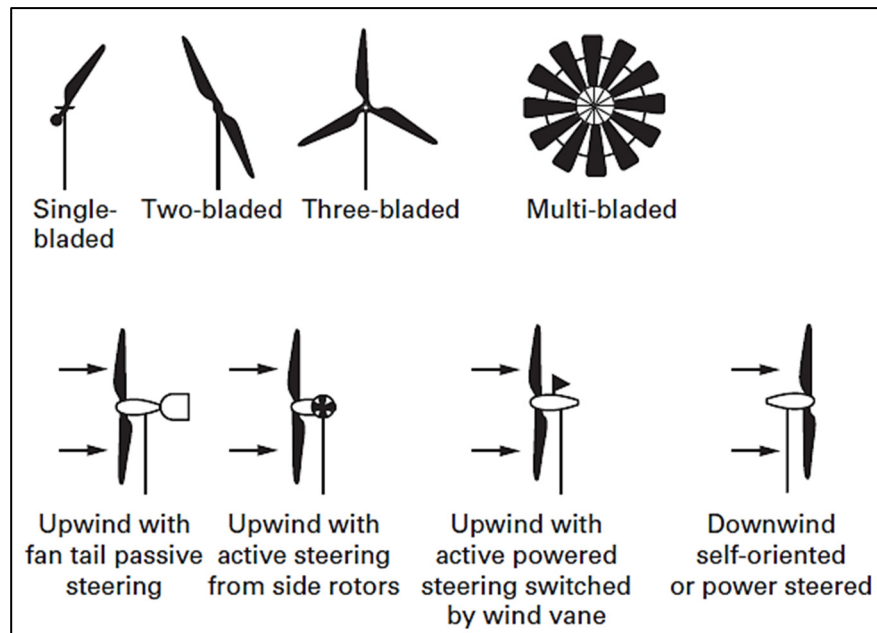 Single-
bladed
Two-bladed
Three-bladed
Multi-bladed
Upwind with
fan tail passive
steering
Upwind with
active steering
from side rotors
Upwind with
active powered
steering switched
by wind vane
Downwind
self-oriented
or power steered